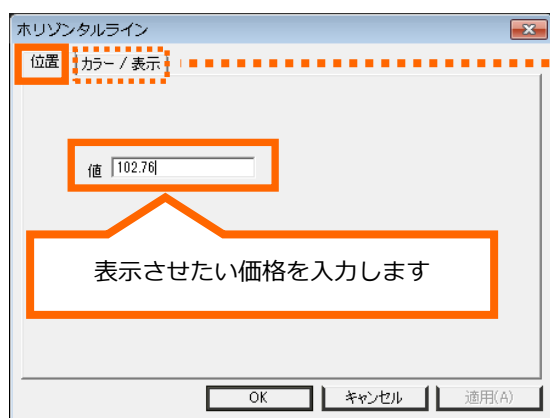 ホリゾンタルライン
位置 カラー / 表示
値 102.76
表示させたい価格を入力します
OK キャンセル 適用(A)